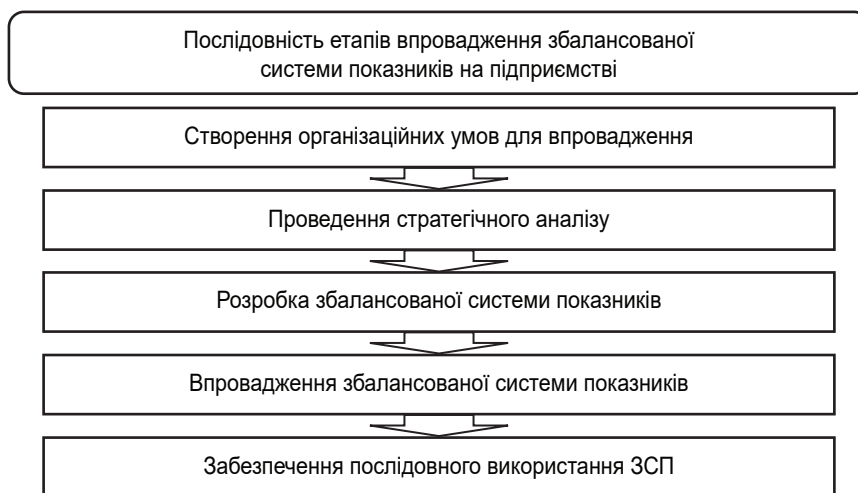 Послідовність етапів впровадження збалансованої
системи показників на підприємстві
Створення організаційних умов для впровадження
Проведення стратегічного аналізу
Розробка збалансованої системи показників
Впровадження збалансованої системи показників
Забезпечення послідовного використання ЗСП